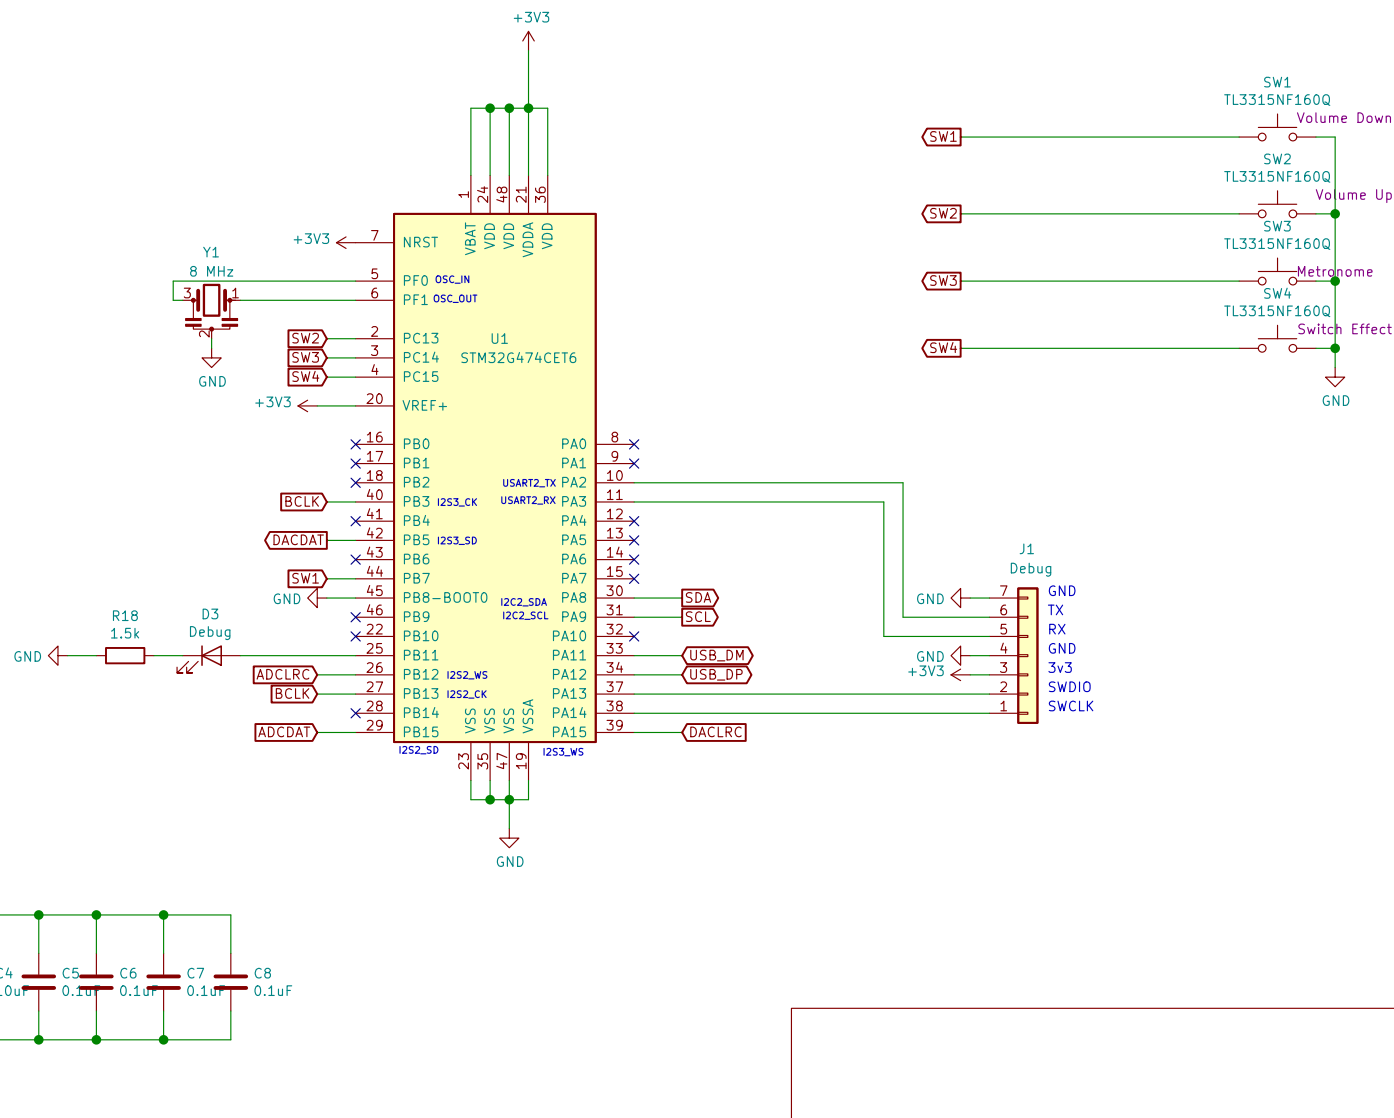 +3V3
1
24
48
21
36
VBAT
VDD
VDD
VDDA
VDD
+3V3
7
NRST
Y1
8 MHz
3
1
2
GND
5
PF0
OSC_IN
6
PF1
OSC_OUT
SW2
2
PC13
SW3
3
PC14
SW4
4
PC15
U1
STM32G474CET6
+3V3
20
VREF+
16
PB0
17
PB1
18
PB2
BCLK
40
PB3
I2S3_CK
41
PB4
DACDAT
42
PB5
I2S3_SD
43
PB6
SW1
44
PB7
GND
45
PB8-BOOT0
46
PB9
22
PB10
25
PB11
ADCLRC
26
PB12
I2S2_WS
BCLK
27
PB13
I2S2_CK
28
PB14
ADCDAT
29
PB15
I2S2_SD
GND
R18
1.5k
D3
Debug
PA0
8
PA1
9
USART2_TX
PA2
10
USART2_RX
PA3
11
PA4
12
PA5
13
PA6
14
PA7
15
I2C2_SDA
PA8
30
SDA
I2C2_SCL
PA9
31
SCL
PA10
32
PA11
33
USB_DM
PA12
34
USB_DP
PA13
37
PA14
38
PA15
39
DACLRC
I2S3_WS
VSS
VSS
VSS
VSSA
23
35
47
19
GND
SW1
TL3315NF160Q
Volume Down
SW1
SW2
TL3315NF160Q
Volume Up
SW2
SW3
TL3315NF160Q
Metronome
SW3
SW4
TL3315NF160Q
Switch Effect
SW4
GND
J1
Debug
GND
7
GND
6
TX
5
RX
GND
4
GND
+3V3
3
3v3
2
SWDIO
1
SWCLK
C4
C5
0.1uF
C6
0.1uF
C7
0.1uF
C8
0.1uF